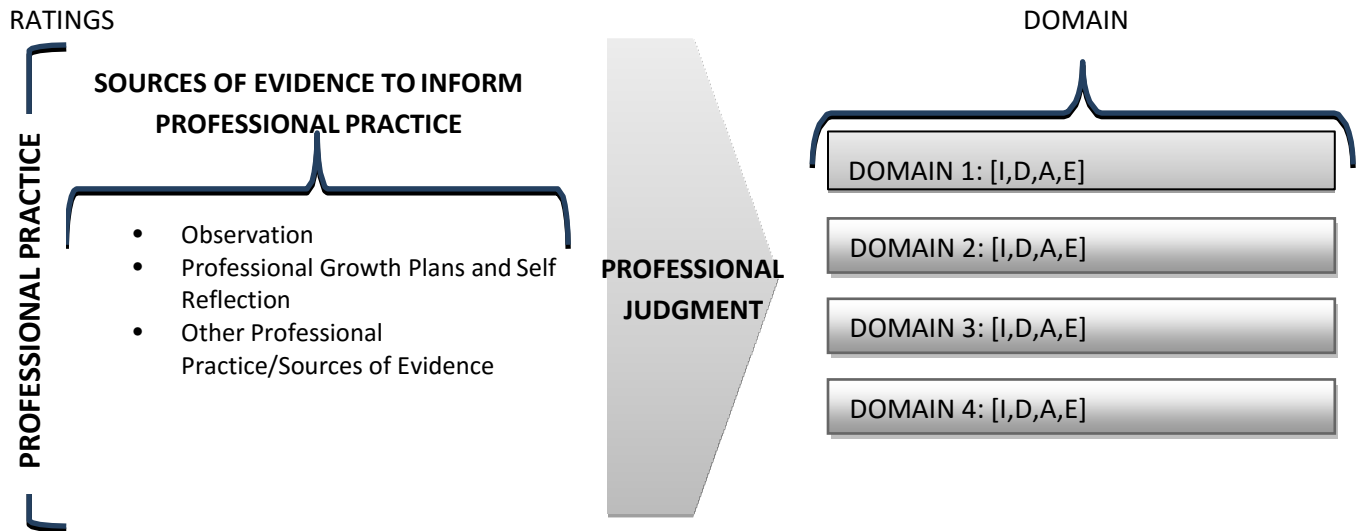 RATINGS
DOMAIN
PROFESSIONAL PRACTICE
SOURCES OF EVIDENCE TO INFORM
PROFESSIONAL PRACTICE
• Observation
• Professional Growth Plans and Self
Reflection
• Other Professional
Practice/Sources of Evidence
PROFESSIONAL
JUDGMENT
DOMAIN 1: [I,D,A,E]
DOMAIN 2: [I,D,A,E]
DOMAIN 3: [I,D,A,E]
DOMAIN 4: [I,D,A,E]